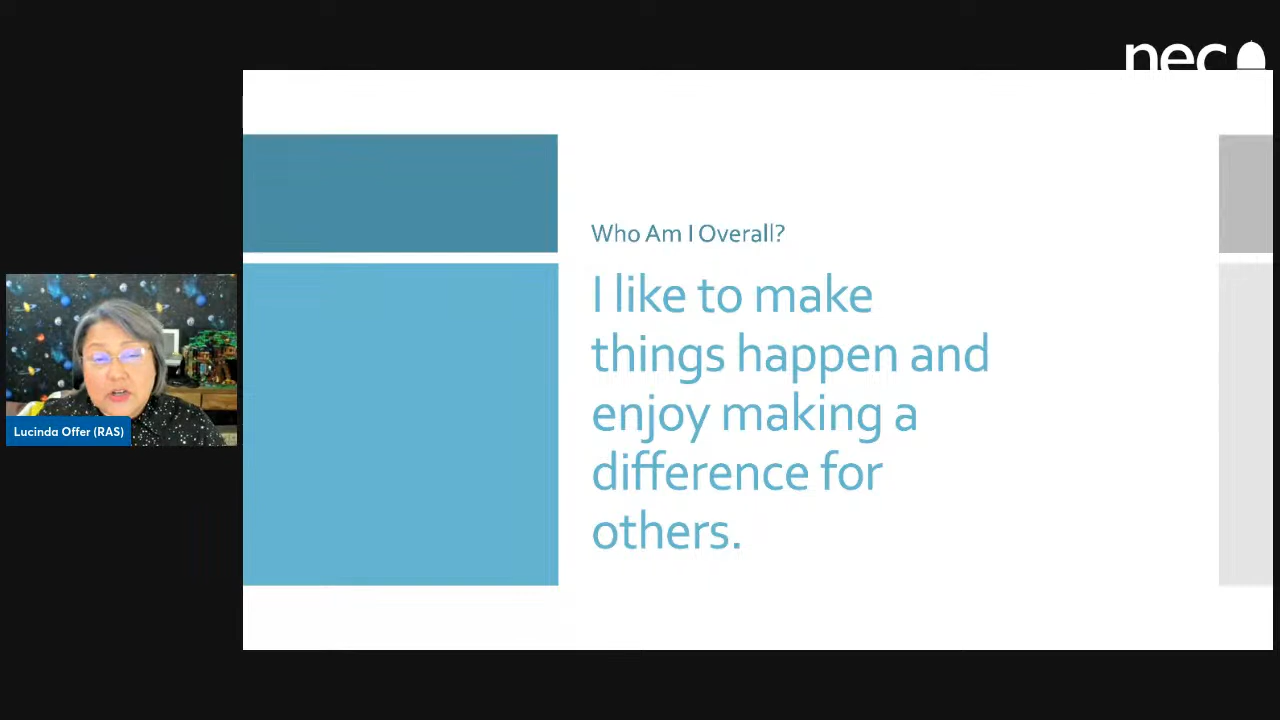 nec
Who Am I Overall?
I like to make
things happen and
enjoy making a
difference for
others.
Lucinda Offer (RAS)